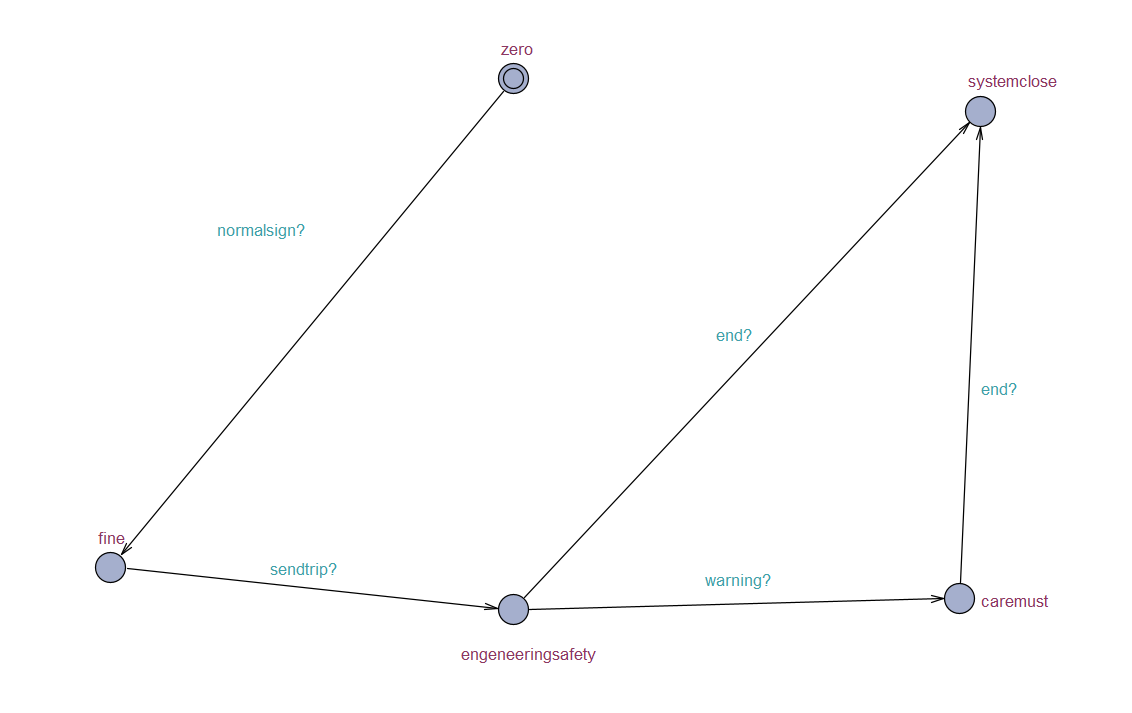 zero
systemclose
normalsign?
end?
end?
fine
sendtrip?
warning?
caremust
engeneeringsafety